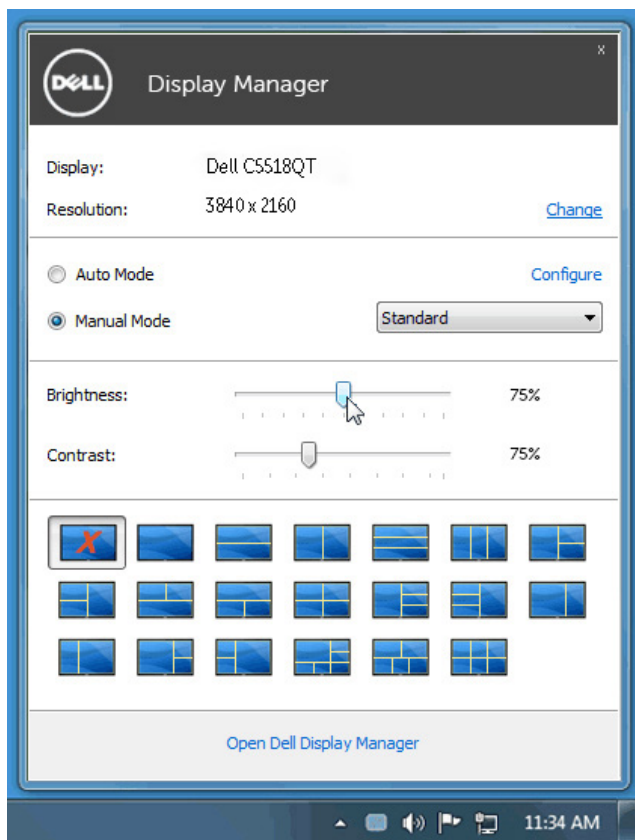 DELL
Display Manager
x
Display: Dell C5518QT
Resolution: 3840 x 2160 Change
Auto Mode Configure
Manual Mode Standard
Brightness: 75%
Contrast: 75%
X
Open Dell Display Manager
11:34 AM